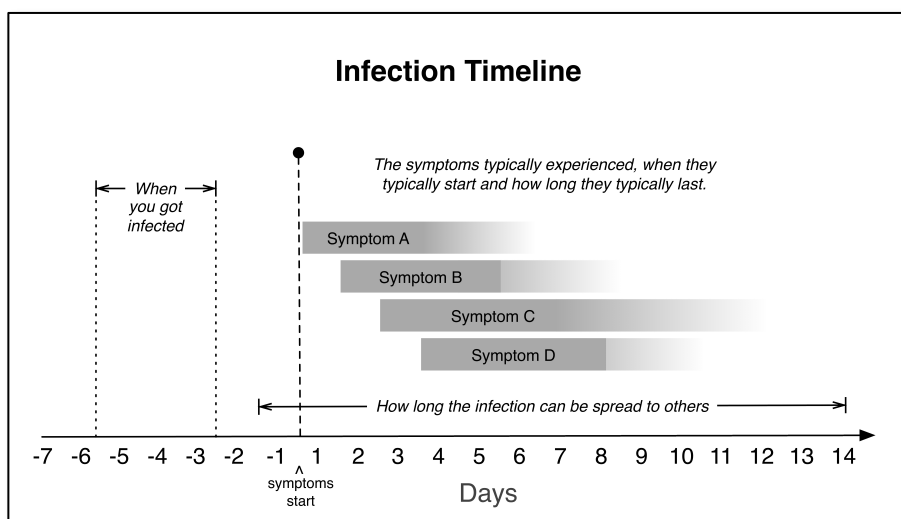 Infection Timeline
The symptoms typically experienced, when they
typically start and how long they typically last.
When
you got
infected
Symptom A
Symptom B
Symptom C
Symptom D
How long the infection can be spread to others
-7 -6 -5 -4 -3 -2 -1 1 2 3 4 5 6 7 8 9 10 11 12 13 14
^
symptoms
start
Days